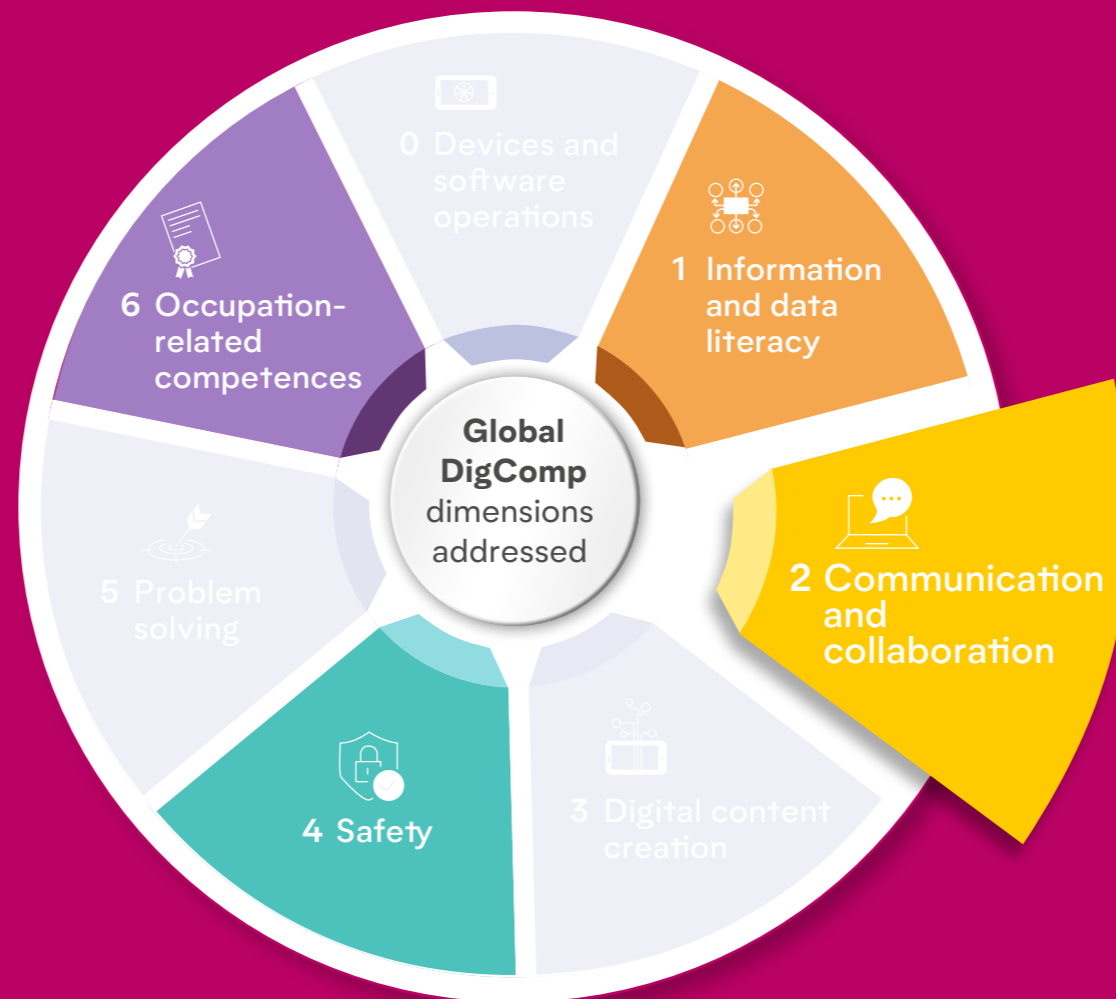 0 Devices and
software
operations
1 Information
and data
literacy
2 Communication
and
collaboration
3 Digital content
creation
4 Safety
5 Problem
solving
6 Occupation-
related
competences
Global
DigComp
dimensions
addressed